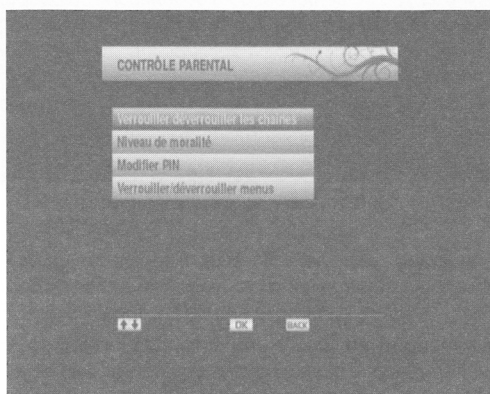 CONTRÔLE PARENTAL
Verrouiller déverrouiller les chaînes
Niveau de moralité
Modifier PIN
Verrouiller/déverrouiller menus
OK BACK